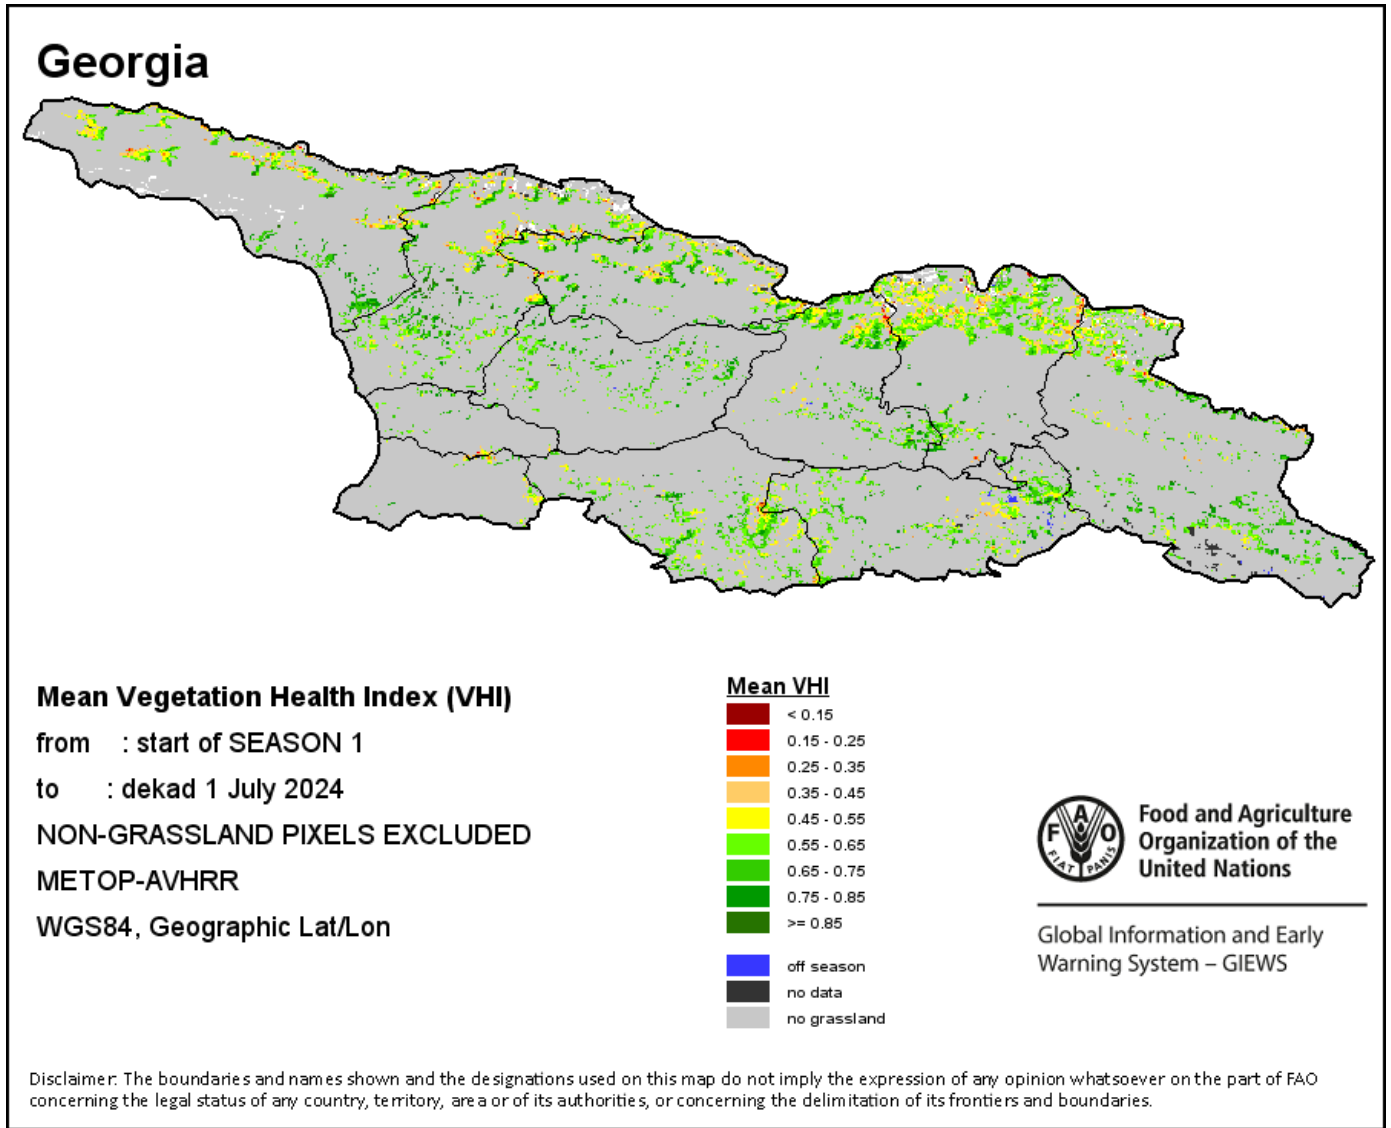 Georgia
Mean Vegetation Health Index (VHI)
from : start of SEASON 1
to : dekad 1 July 2024
NON-GRASSLAND PIXELS EXCLUDED
METOP-AVHRR
WGS84, Geographic Lat/Lon
Mean VHI
< 0.15
0.15 - 0.25
0.25 - 0.35
0.35 - 0.45
0.45 - 0.55
0.55 - 0.65
0.65 - 0.75
0.75 - 0.85
>= 0.85
off season
no data
no grassland
F A O
FIAT PANIS
Food and Agriculture
Organization of the
United Nations
Global Information and Early
Warning System – GIEWS
Disclaimer: The boundaries and names shown and the designations used on this map do not imply the expression of any opinion whatsoever on the part of FAO
concerning the legal status of any country, territory, area or of its authorities, or concerning the delimitation of its frontiers and boundaries.